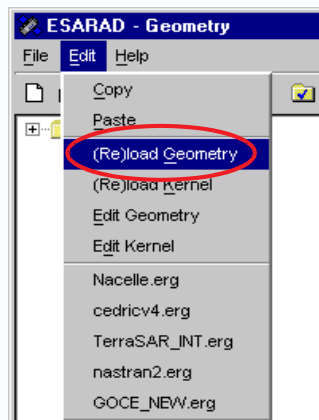 ESARAD - Geometry
File Edit Help
Copy
Paste
(Re)load Geometry
(Re)load Kernel
Edit Geometry
Edit Kernel
Nacelle.erg
cedricv4.erg
TerraSAR_INT.erg
nastran2.erg
GOCE_NEW.erg